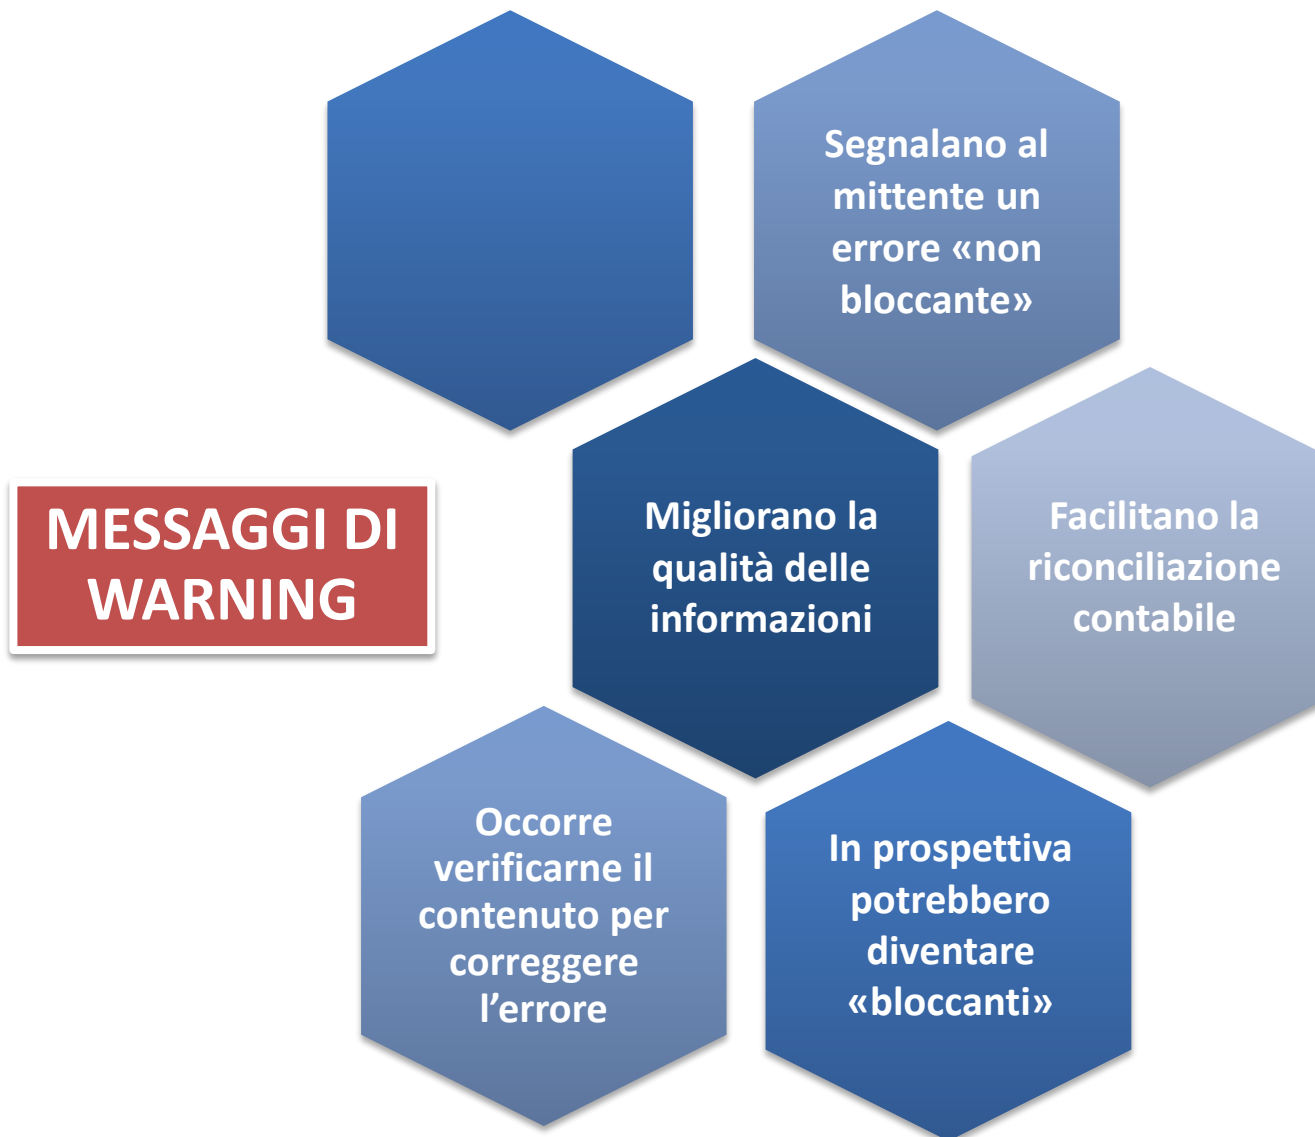 Segnalano al
mittente un
errore «non
bloccante»
MESSAGGI DI
WARNING
Migliorano la
qualità delle
informazioni
Facilitano la
riconciliazione
contabile
Occorre
verificarne il
contenuto per
correggere
l’errore
In prospettiva
potrebbero
diventare
«bloccanti»